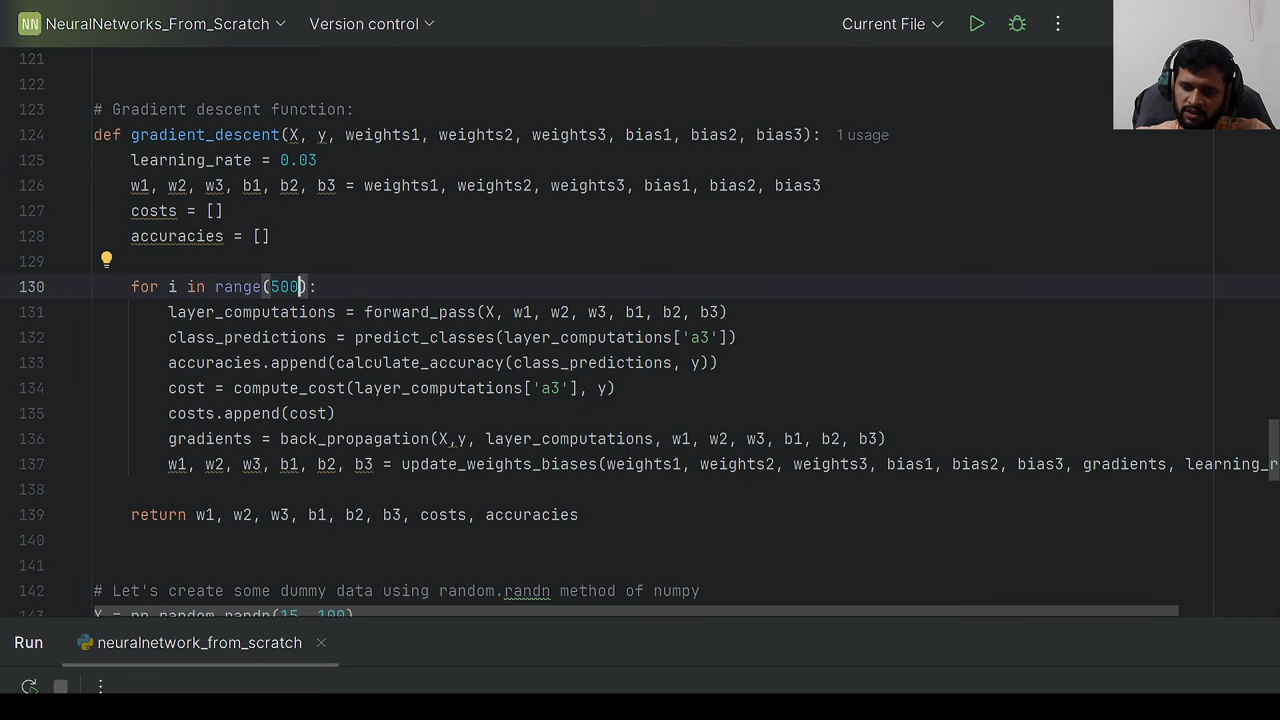 NN NeuralNetworks_From_Scratch Version control Current File
121
122
123 # Gradient descent function:
124 def gradient_descent(X, y, weights1, weights2, weights3, bias1, bias2, bias3): 1 usage
125 learning_rate = 0.03
126 w1, w2, w3, b1, b2, b3 = weights1, weights2, weights3, bias1, bias2, bias3
127 costs = []
128 accuracies = []
129
130 for i in range(500):
131 layer_computations = forward_pass(X, w1, w2, w3, b1, b2, b3)
132 class_predictions = predict_classes(layer_computations['a3'])
133 accuracies.append(calculate_accuracy(class_predictions, y))
134 cost = compute_cost(layer_computations['a3'], y)
135 costs.append(cost)
136 gradients = back_propagation(X,y, layer_computations, w1, w2, w3, b1, b2, b3)
137 w1, w2, w3, b1, b2, b3 = update_weights_biases(weights1, weights2, weights3, bias1, bias2, bias3, gradients, learning_r
138
139 return w1, w2, w3, b1, b2, b3, costs, accuracies
140
141
142 # Let's create some dummy data using random.randn method of numpy
143 X = np.random.randn(15, 100)
Run neuralnetwork_from_scratch